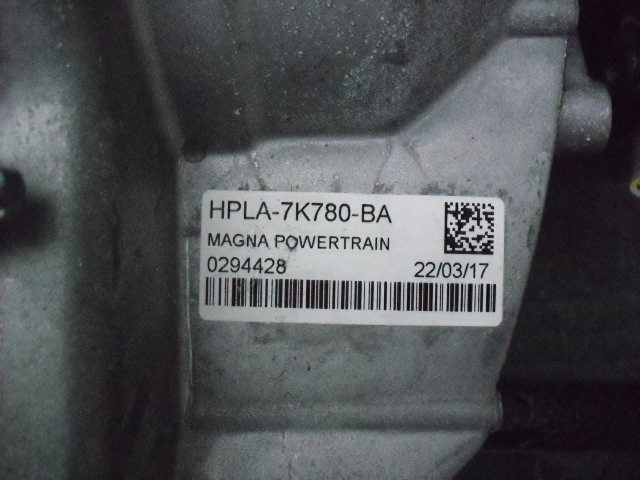 HPLA-7K780-BA
MAGNA POWERTRAIN
0294428 22/03/17